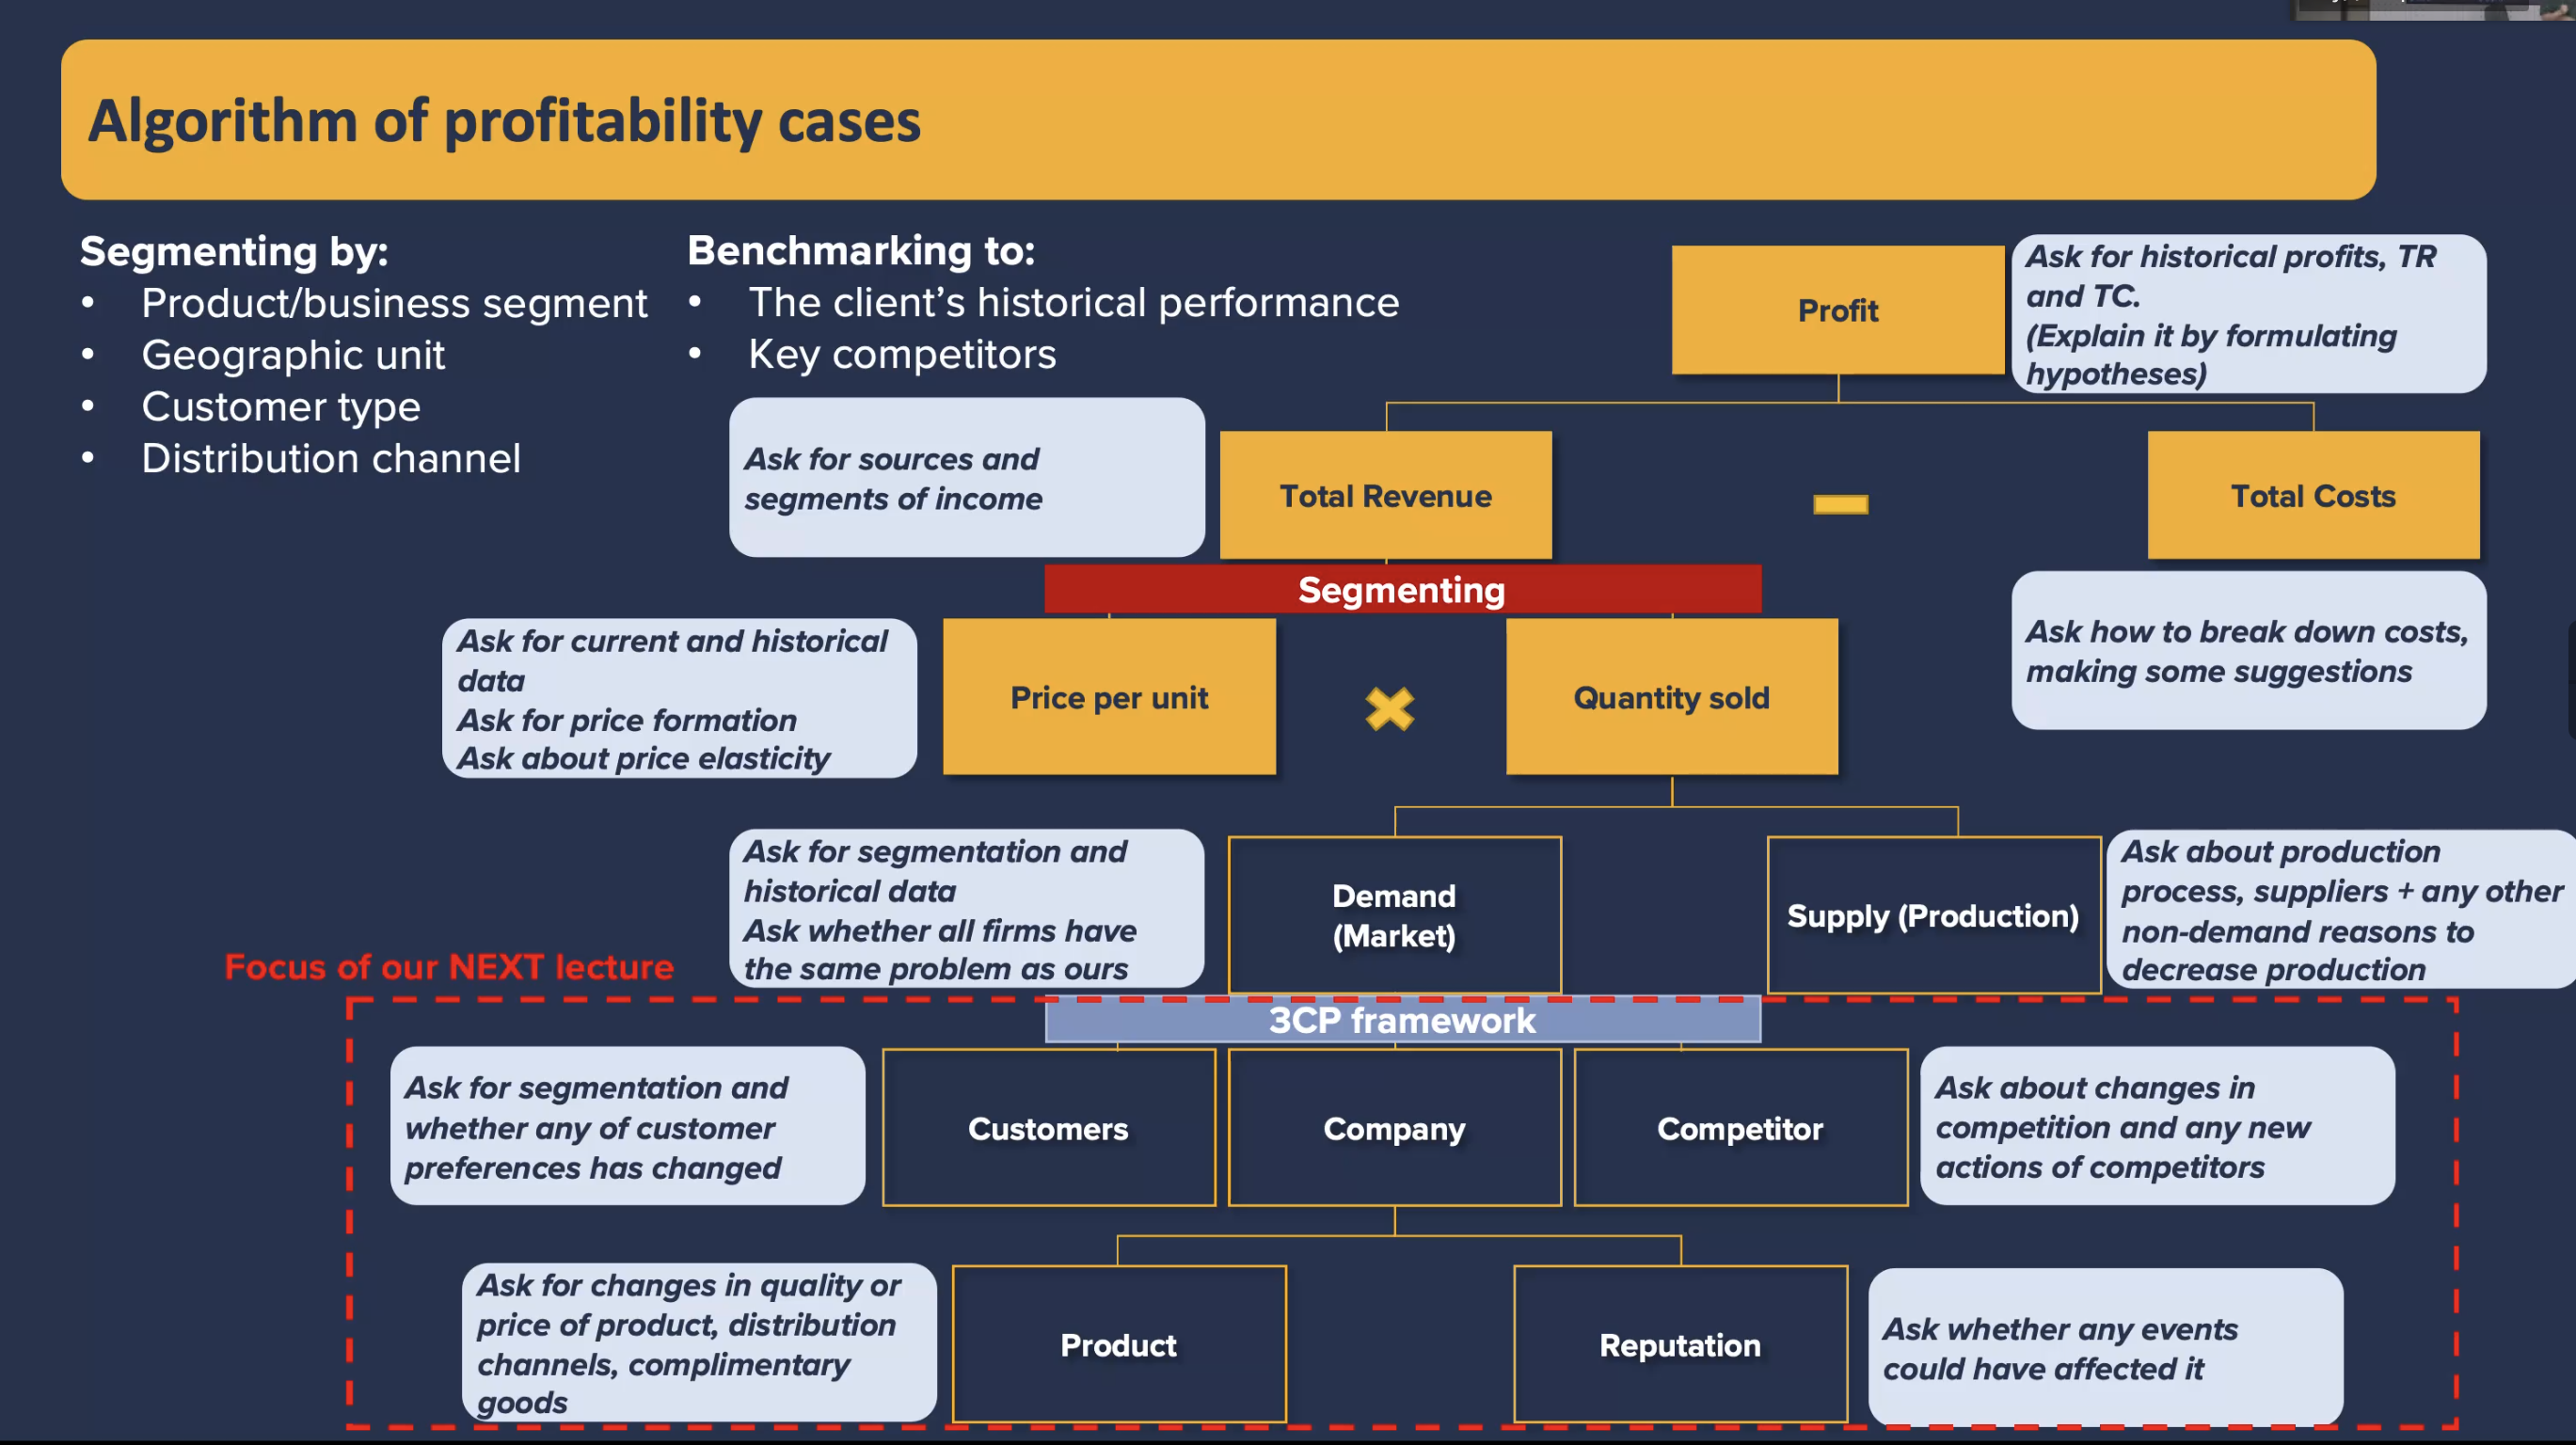 Algorithm of profitability cases
Segmenting by:
• Product/business segment
• Geographic unit
• Customer type
• Distribution channel
Benchmarking to:
• The client’s historical performance
• Key competitors
Profit
Ask for historical profits, TR
and TC.
(Explain it by formulating
hypotheses)
Ask for sources and
segments of income
Total Revenue
Total Costs
Segmenting
Ask how to break down costs,
making some suggestions
Ask for current and historical
data
Ask for price formation
Ask about price elasticity
Price per unit
Quantity sold
Ask for segmentation and
historical data
Ask whether all firms have
the same problem as ours
Demand
(Market)
Supply (Production)
Ask about production
process, suppliers + any other
non-demand reasons to
decrease production
Focus of our NEXT lecture
3CP framework
Ask for segmentation and
whether any of customer
preferences has changed
Customers
Company
Competitor
Ask about changes in
competition and any new
actions of competitors
Ask for changes in quality or
price of product, distribution
channels, complimentary
goods
Product
Reputation
Ask whether any events
could have affected it